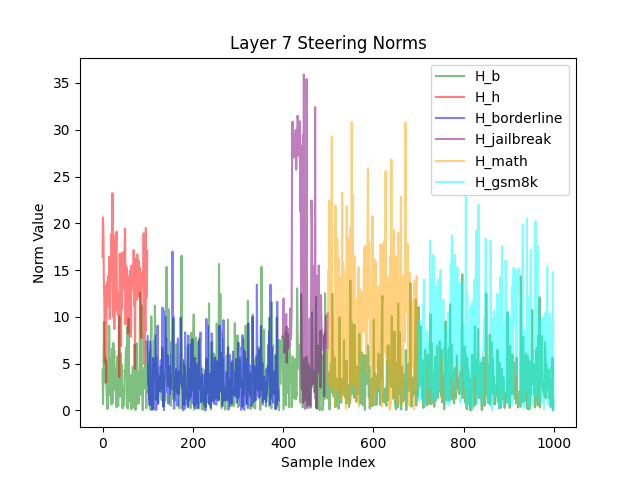 Layer 7 Steering Norms
Norm Value
35
30
25
20
15
10
5
0
H_b
H_h
H_borderline
H_jailbreak
H_math
H_gsm8k
0
200
400
600
800
1000
Sample Index